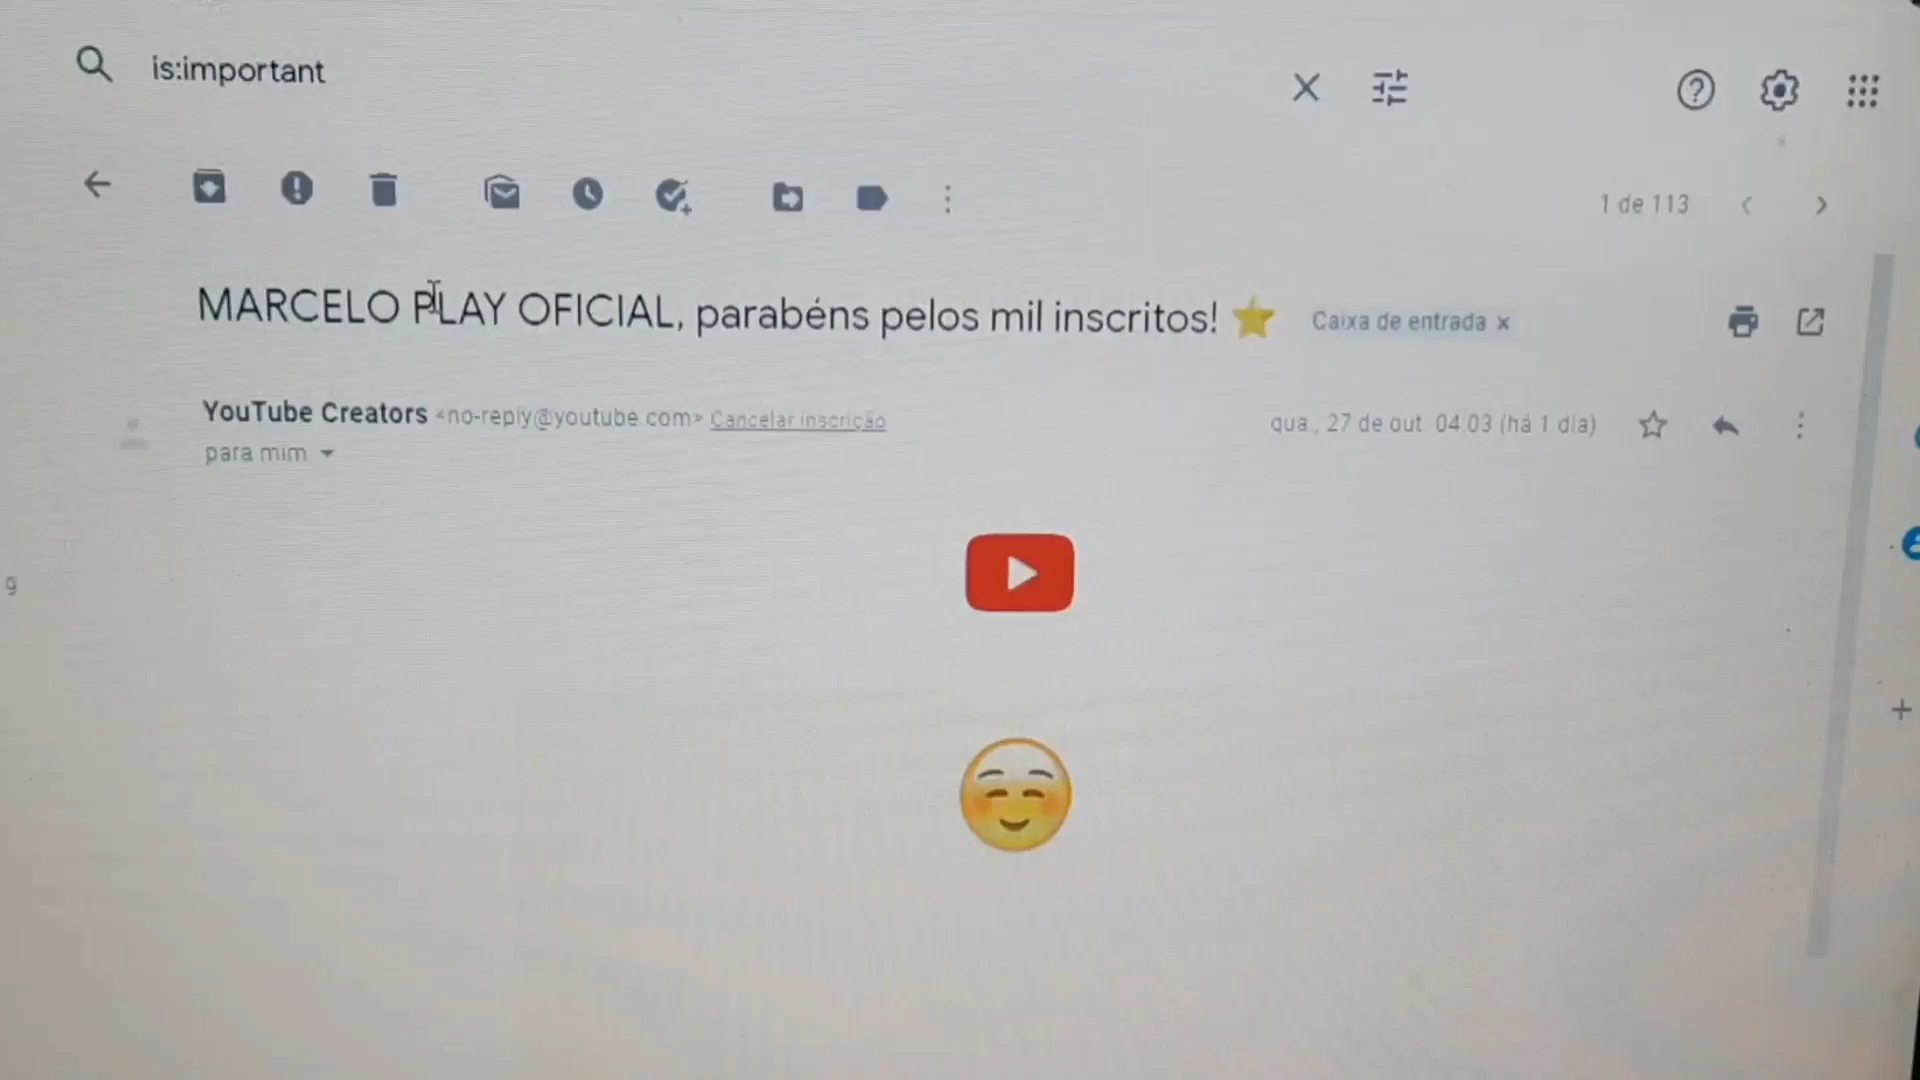 is:important
1 de 113
MARCELO PLAY OFICIAL, parabéns pelos mil inscritos! ⭐ Caixa de entrada x
YouTube Creators <no-reply@youtube.com> Cancelar inscrição qua., 27 de out 04:03 (há 1 dia)
para mim
g